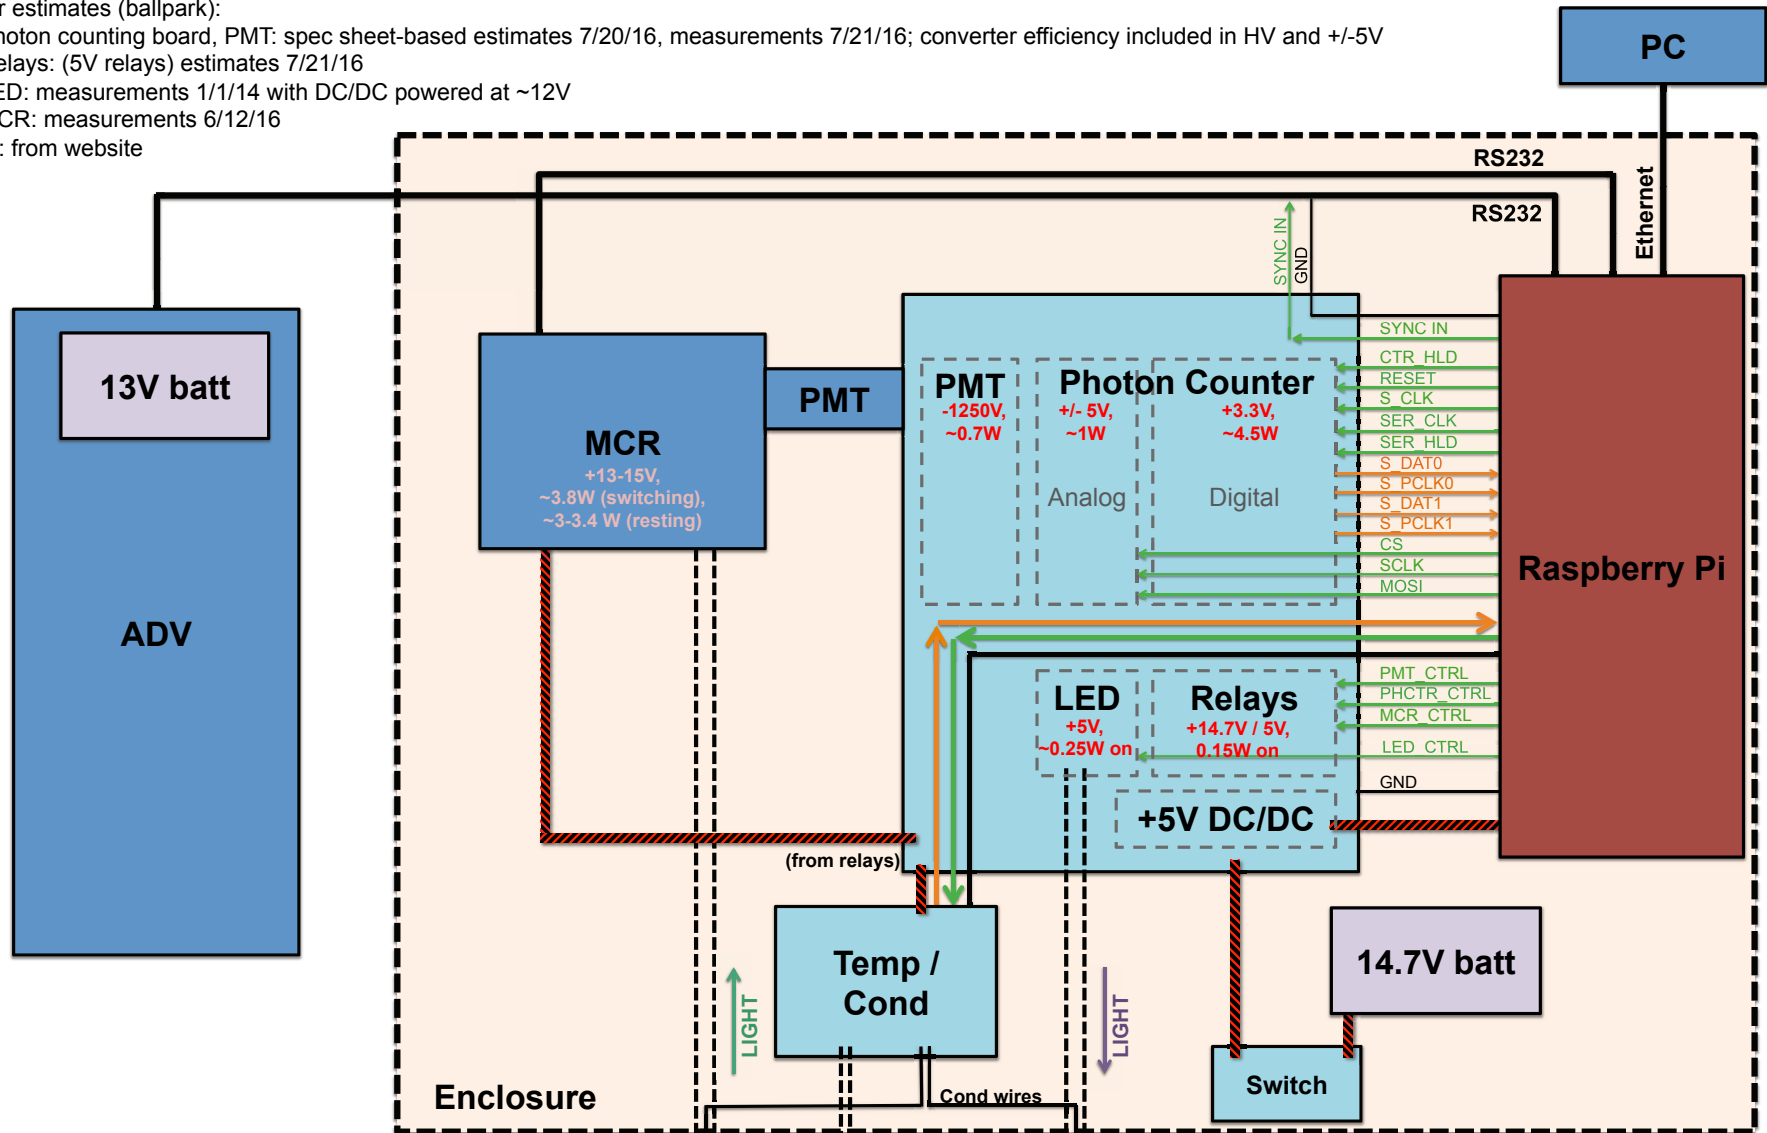 r estimates (ballpark):
hoton counting board, PMT: spec sheet-based estimates 7/20/16, measurements 7/21/16; converter efficiency included in HV and +/-5V
elays: (5V relays) estimates 7/21/16
ED: measurements 1/1/14 with DC/DC powered at ~12V
CR: measurements 6/12/16
: from website
PC
RS232
RS232
Ethernet
SYNC IN
GND
13V batt
ADV
MCR
+13-15V,
~3.8W (switching),
~3-3.4 W (resting)
PMT
PMT
-1250V,
~0.7W
Photon Counter
+/- 5V,
~1W
+3.3V,
~4.5W
Analog
Digital
SYNC IN
CTR_HLD
RESET
S_CLK
SER_CLK
SER_HLD
S_DAT0
S_PCLK0
S_DAT1
S_PCLK1
CS
SCLK
MOSI
Raspberry Pi
LED
+5V,
~0.25W on
Relays
+14.7V / 5V,
0.15W on
PMT_CTRL
PHCTR_CTRL
MCR_CTRL
LED_CTRL
GND
+5V DC/DC
(from relays)
Temp /
Cond
14.7V batt
LIGHT
LIGHT
Switch
Cond wires
Enclosure